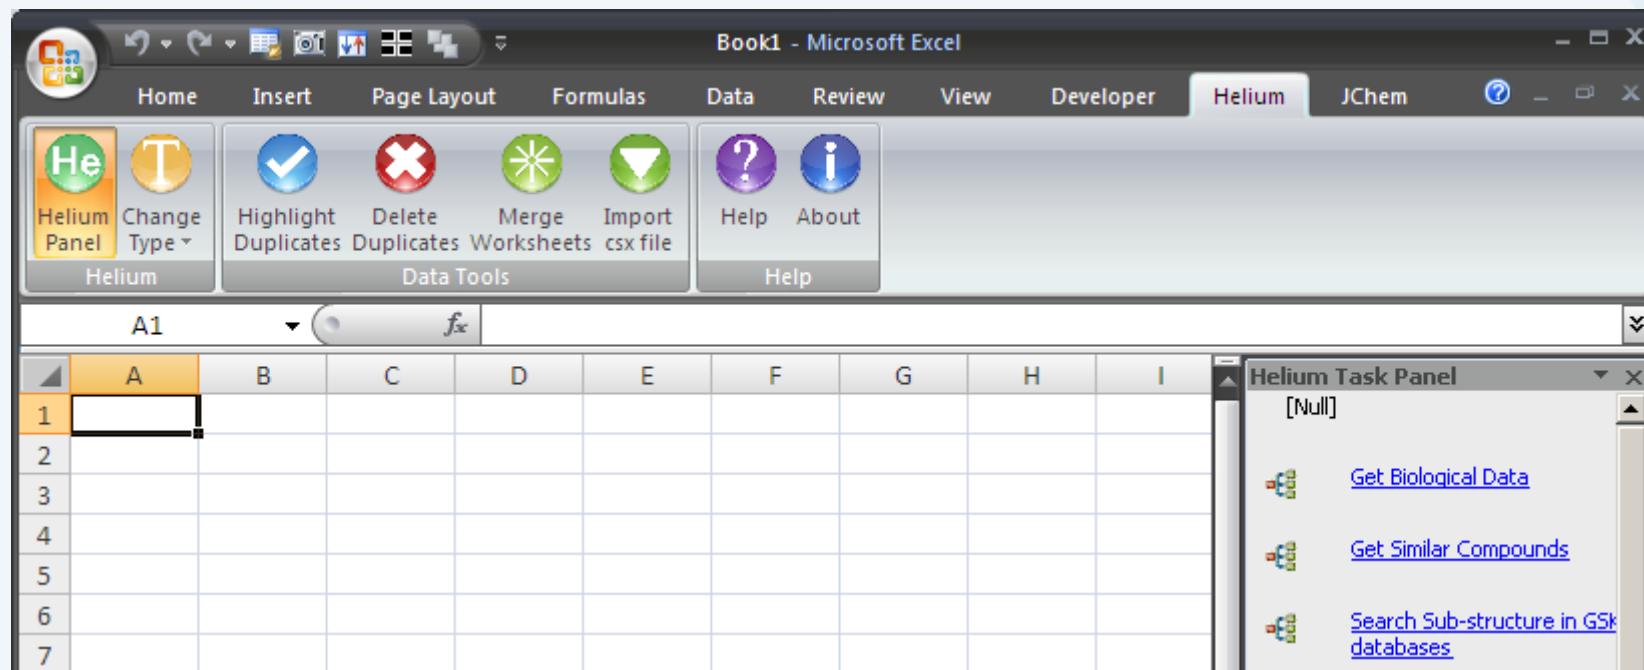 Book1 - Microsoft Excel
Home Insert Page Layout Formulas Data Review View Developer Helium JChem
He T ? i
Helium Change Highlight Delete Merge Import Help About
Panel Type Duplicates Duplicates Worksheets csx file
Helium Data Tools Help
A1 fx
A B C D E F G H I Helium Task Panel
1 [Null]
2
3 Get Biological Data
4
5 Get Similar Compounds
6 Search Sub-structure in GSK
7 databases